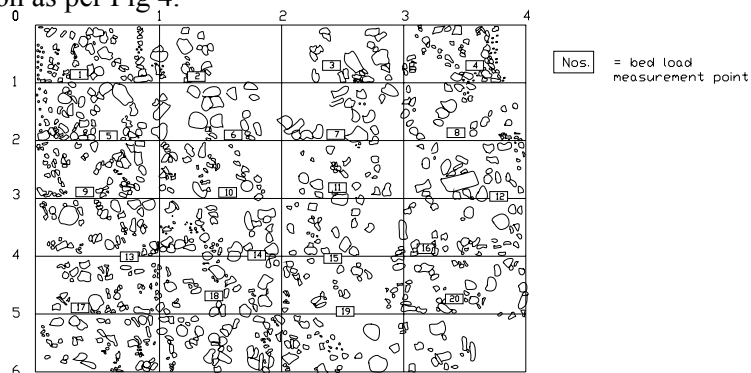 on as per Fig 4.
0 1 2 3 4
Nos. = bed load
measurement point
1 2 3 4
1
5 6 7 8
2
9 10 11 12
3
13 14 15 16
4
17 18 19 20
5
6